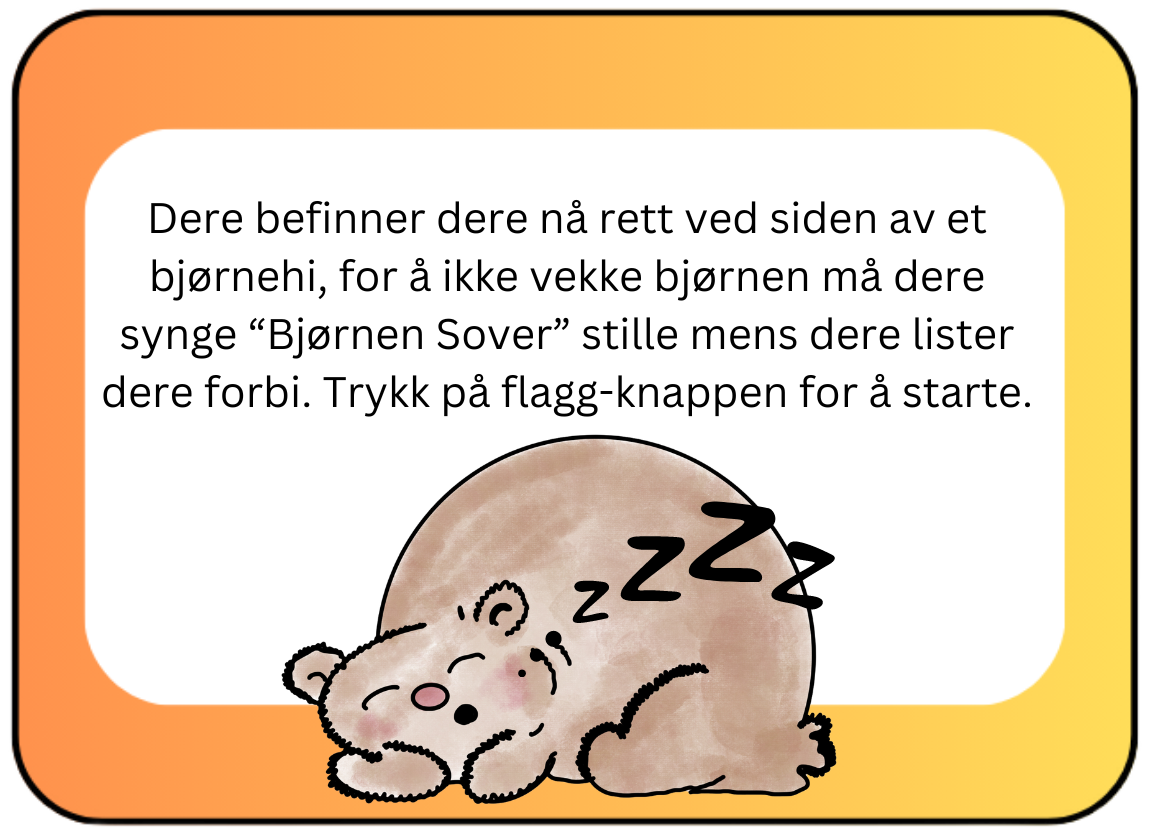 Dere befinner dere nå rett ved siden av et
bjørnehi, for å ikke vekke bjørnen må dere
synge “Bjørnen Sover” stille mens dere lister
dere forbi. Trykk på flagg-knappen for å starte.
z z z z